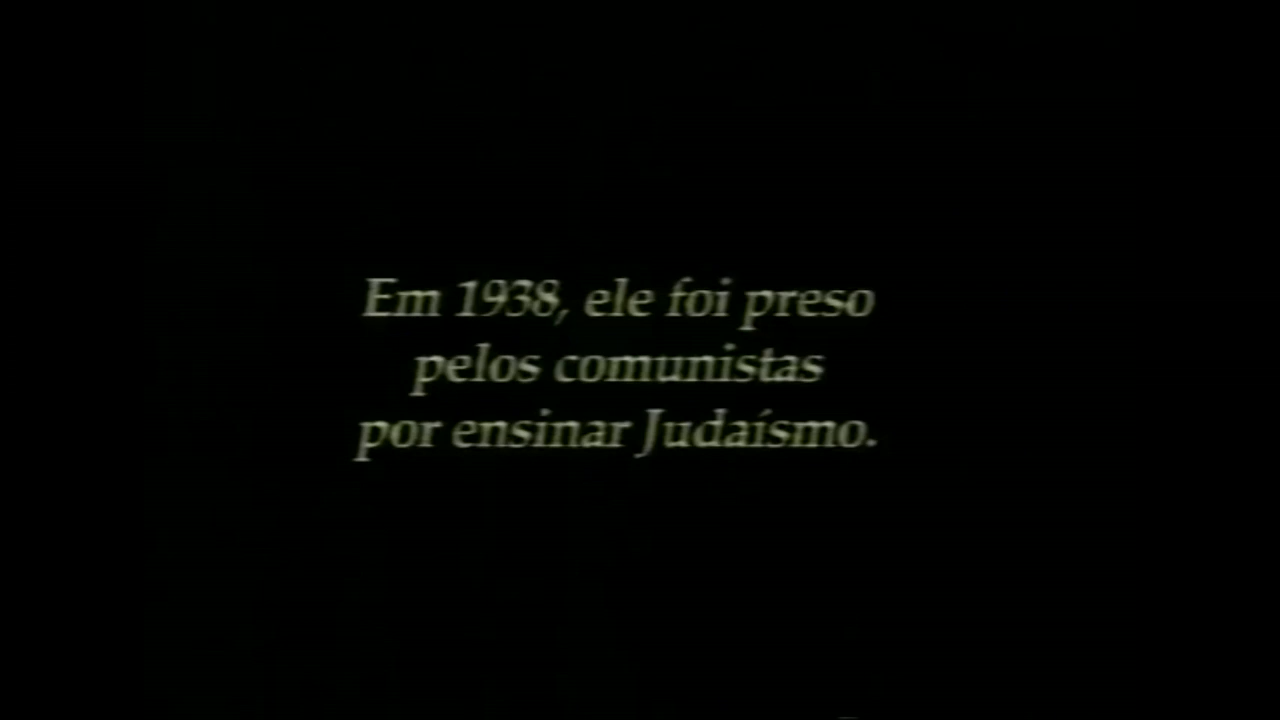 Em 1938, ele foi preso
pelos comunistas
por ensinar Judaísmo.